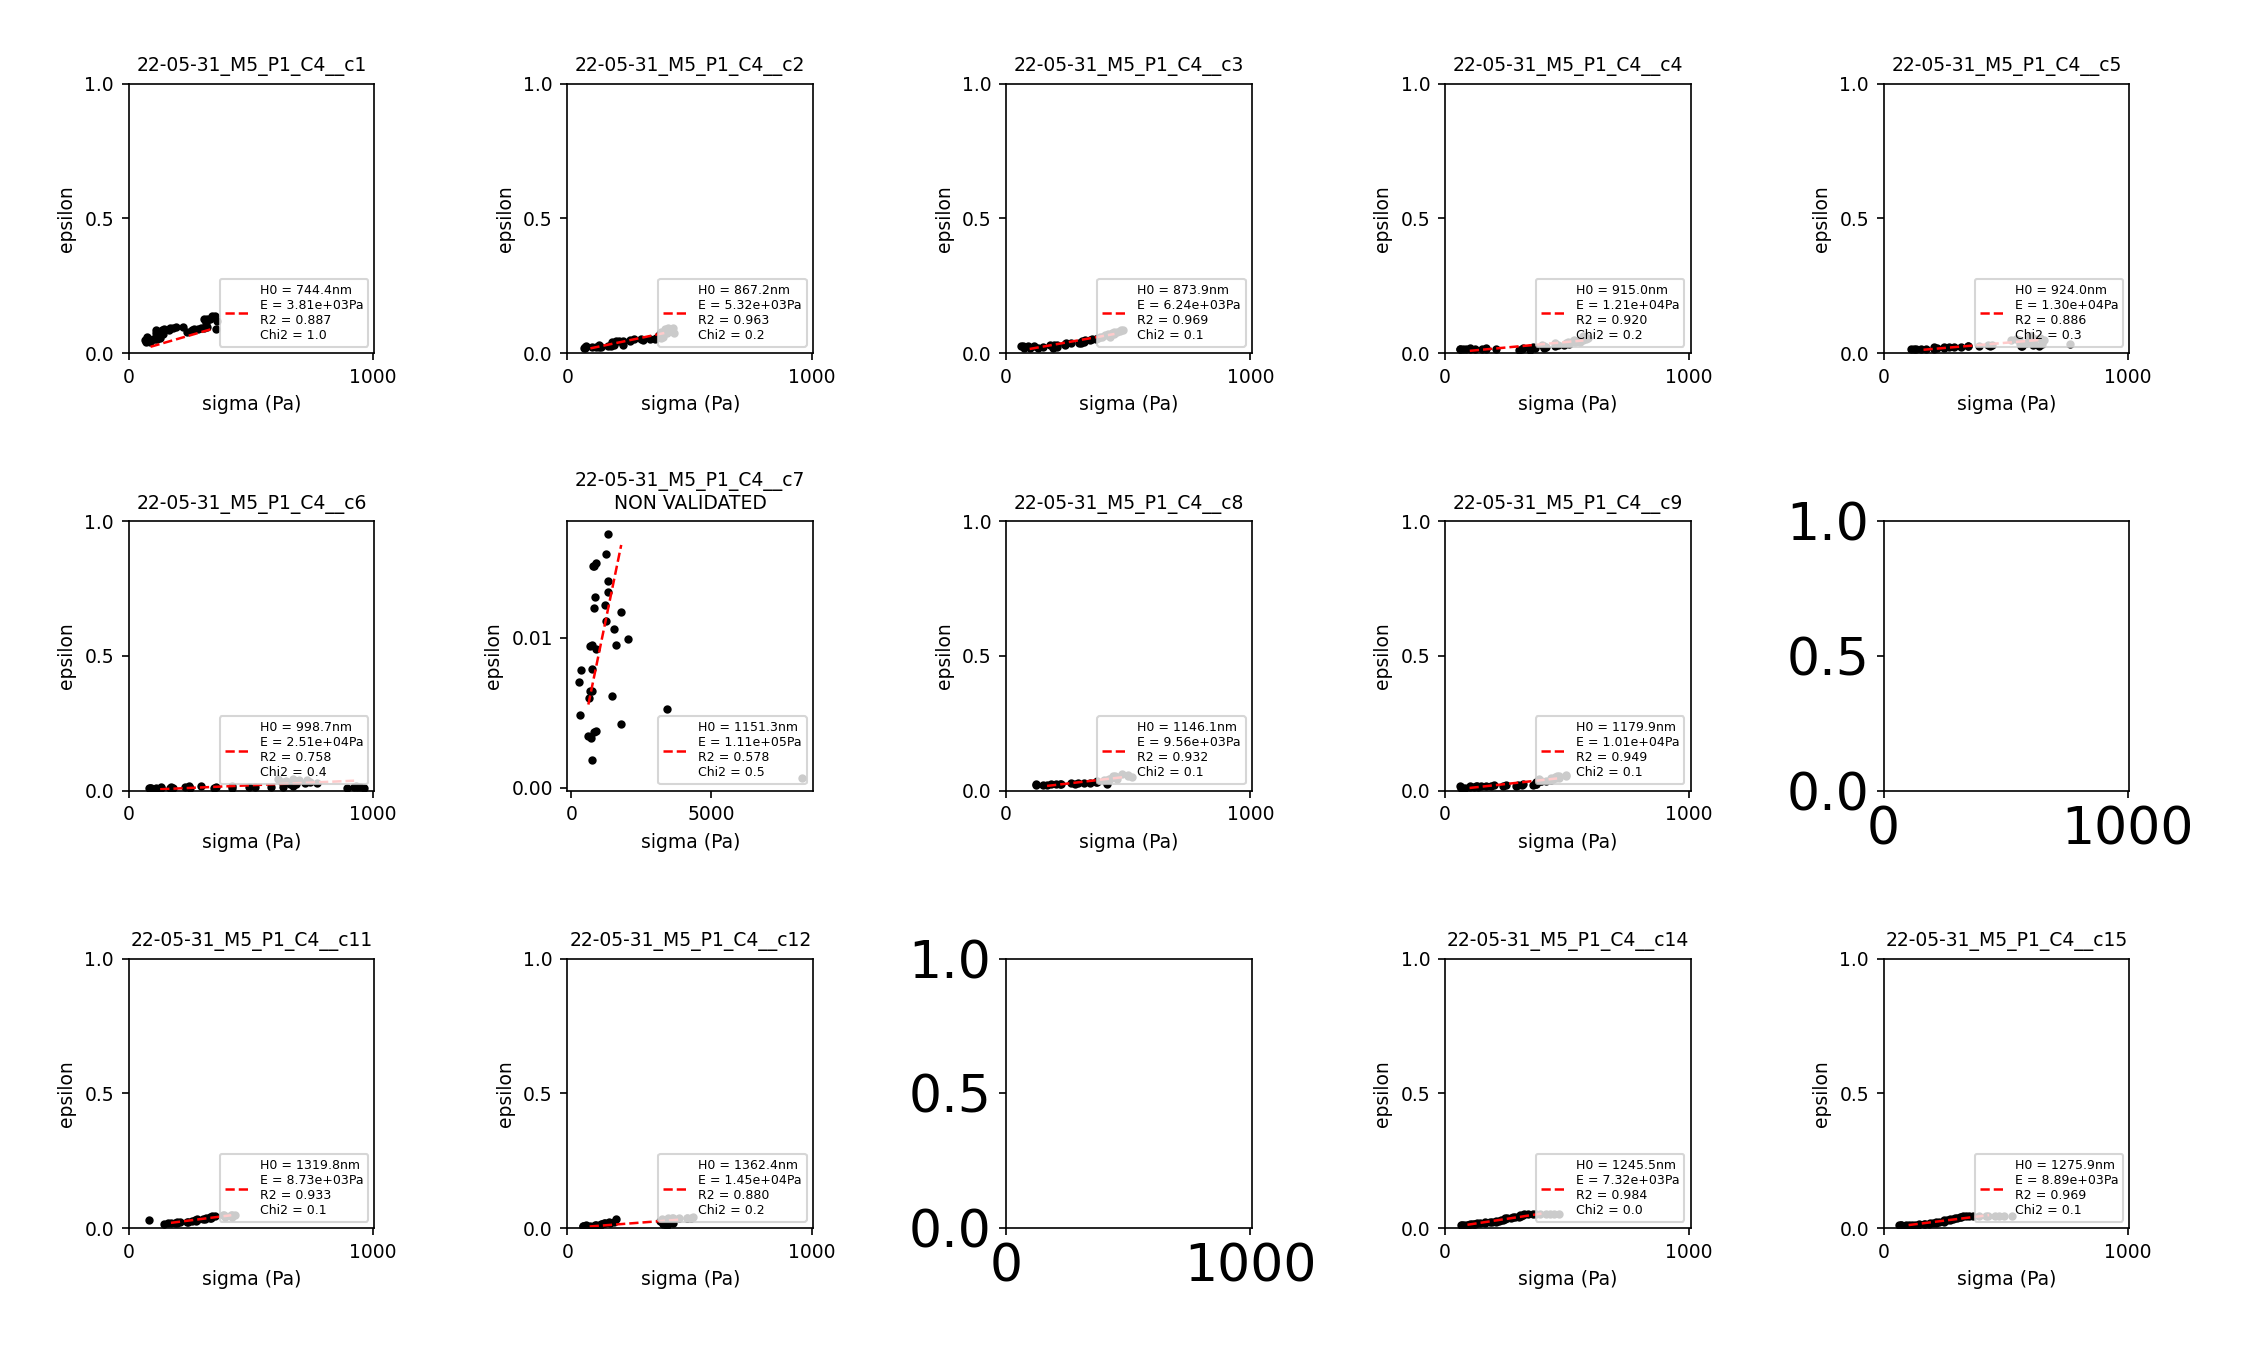 22-05-31_M5_P1_C4__c1
1.0
0.5
0.0
epsilon
H0 = 744.4nm
E = 3.81e+03Pa
R2 = 0.887
Chi2 = 1.0
0 1000
sigma (Pa)
22-05-31_M5_P1_C4__c2
1.0
0.5
0.0
epsilon
H0 = 867.2nm
E = 5.32e+03Pa
R2 = 0.963
Chi2 = 0.2
0 1000
sigma (Pa)
22-05-31_M5_P1_C4__c3
1.0
0.5
0.0
epsilon
H0 = 873.9nm
E = 6.24e+03Pa
R2 = 0.969
Chi2 = 0.1
0 1000
sigma (Pa)
22-05-31_M5_P1_C4__c4
1.0
0.5
0.0
epsilon
H0 = 915.0nm
E = 1.21e+04Pa
R2 = 0.920
Chi2 = 0.2
0 1000
sigma (Pa)
22-05-31_M5_P1_C4__c5
1.0
0.5
0.0
epsilon
H0 = 924.0nm
E = 1.30e+04Pa
R2 = 0.886
Chi2 = 0.3
0 1000
sigma (Pa)
22-05-31_M5_P1_C4__c6
1.0
0.5
0.0
epsilon
H0 = 998.7nm
E = 2.51e+04Pa
R2 = 0.758
Chi2 = 0.4
0 1000
sigma (Pa)
22-05-31_M5_P1_C4__c7
NON VALIDATED
0.01
0.00
epsilon
H0 = 1151.3nm
E = 1.11e+05Pa
R2 = 0.578
Chi2 = 0.5
0 5000
sigma (Pa)
22-05-31_M5_P1_C4__c8
1.0
0.5
0.0
epsilon
H0 = 1146.1nm
E = 9.56e+03Pa
R2 = 0.932
Chi2 = 0.1
0 1000
sigma (Pa)
22-05-31_M5_P1_C4__c9
1.0
0.5
0.0
epsilon
H0 = 1179.9nm
E = 1.01e+04Pa
R2 = 0.949
Chi2 = 0.1
0 1000
sigma (Pa)
1.0
0.5
0.0
0 1000
22-05-31_M5_P1_C4__c11
1.0
0.5
0.0
epsilon
H0 = 1319.8nm
E = 8.73e+03Pa
R2 = 0.933
Chi2 = 0.1
0 1000
sigma (Pa)
22-05-31_M5_P1_C4__c12
1.0
0.5
0.0
epsilon
H0 = 1362.4nm
E = 1.45e+04Pa
R2 = 0.880
Chi2 = 0.2
0 1000
sigma (Pa)
1.0
0.5
0.0
0 1000
22-05-31_M5_P1_C4__c14
1.0
0.5
0.0
epsilon
H0 = 1245.5nm
E = 7.32e+03Pa
R2 = 0.984
Chi2 = 0.0
0 1000
sigma (Pa)
22-05-31_M5_P1_C4__c15
1.0
0.5
0.0
epsilon
H0 = 1275.9nm
E = 8.89e+03Pa
R2 = 0.969
Chi2 = 0.1
0 1000
sigma (Pa)